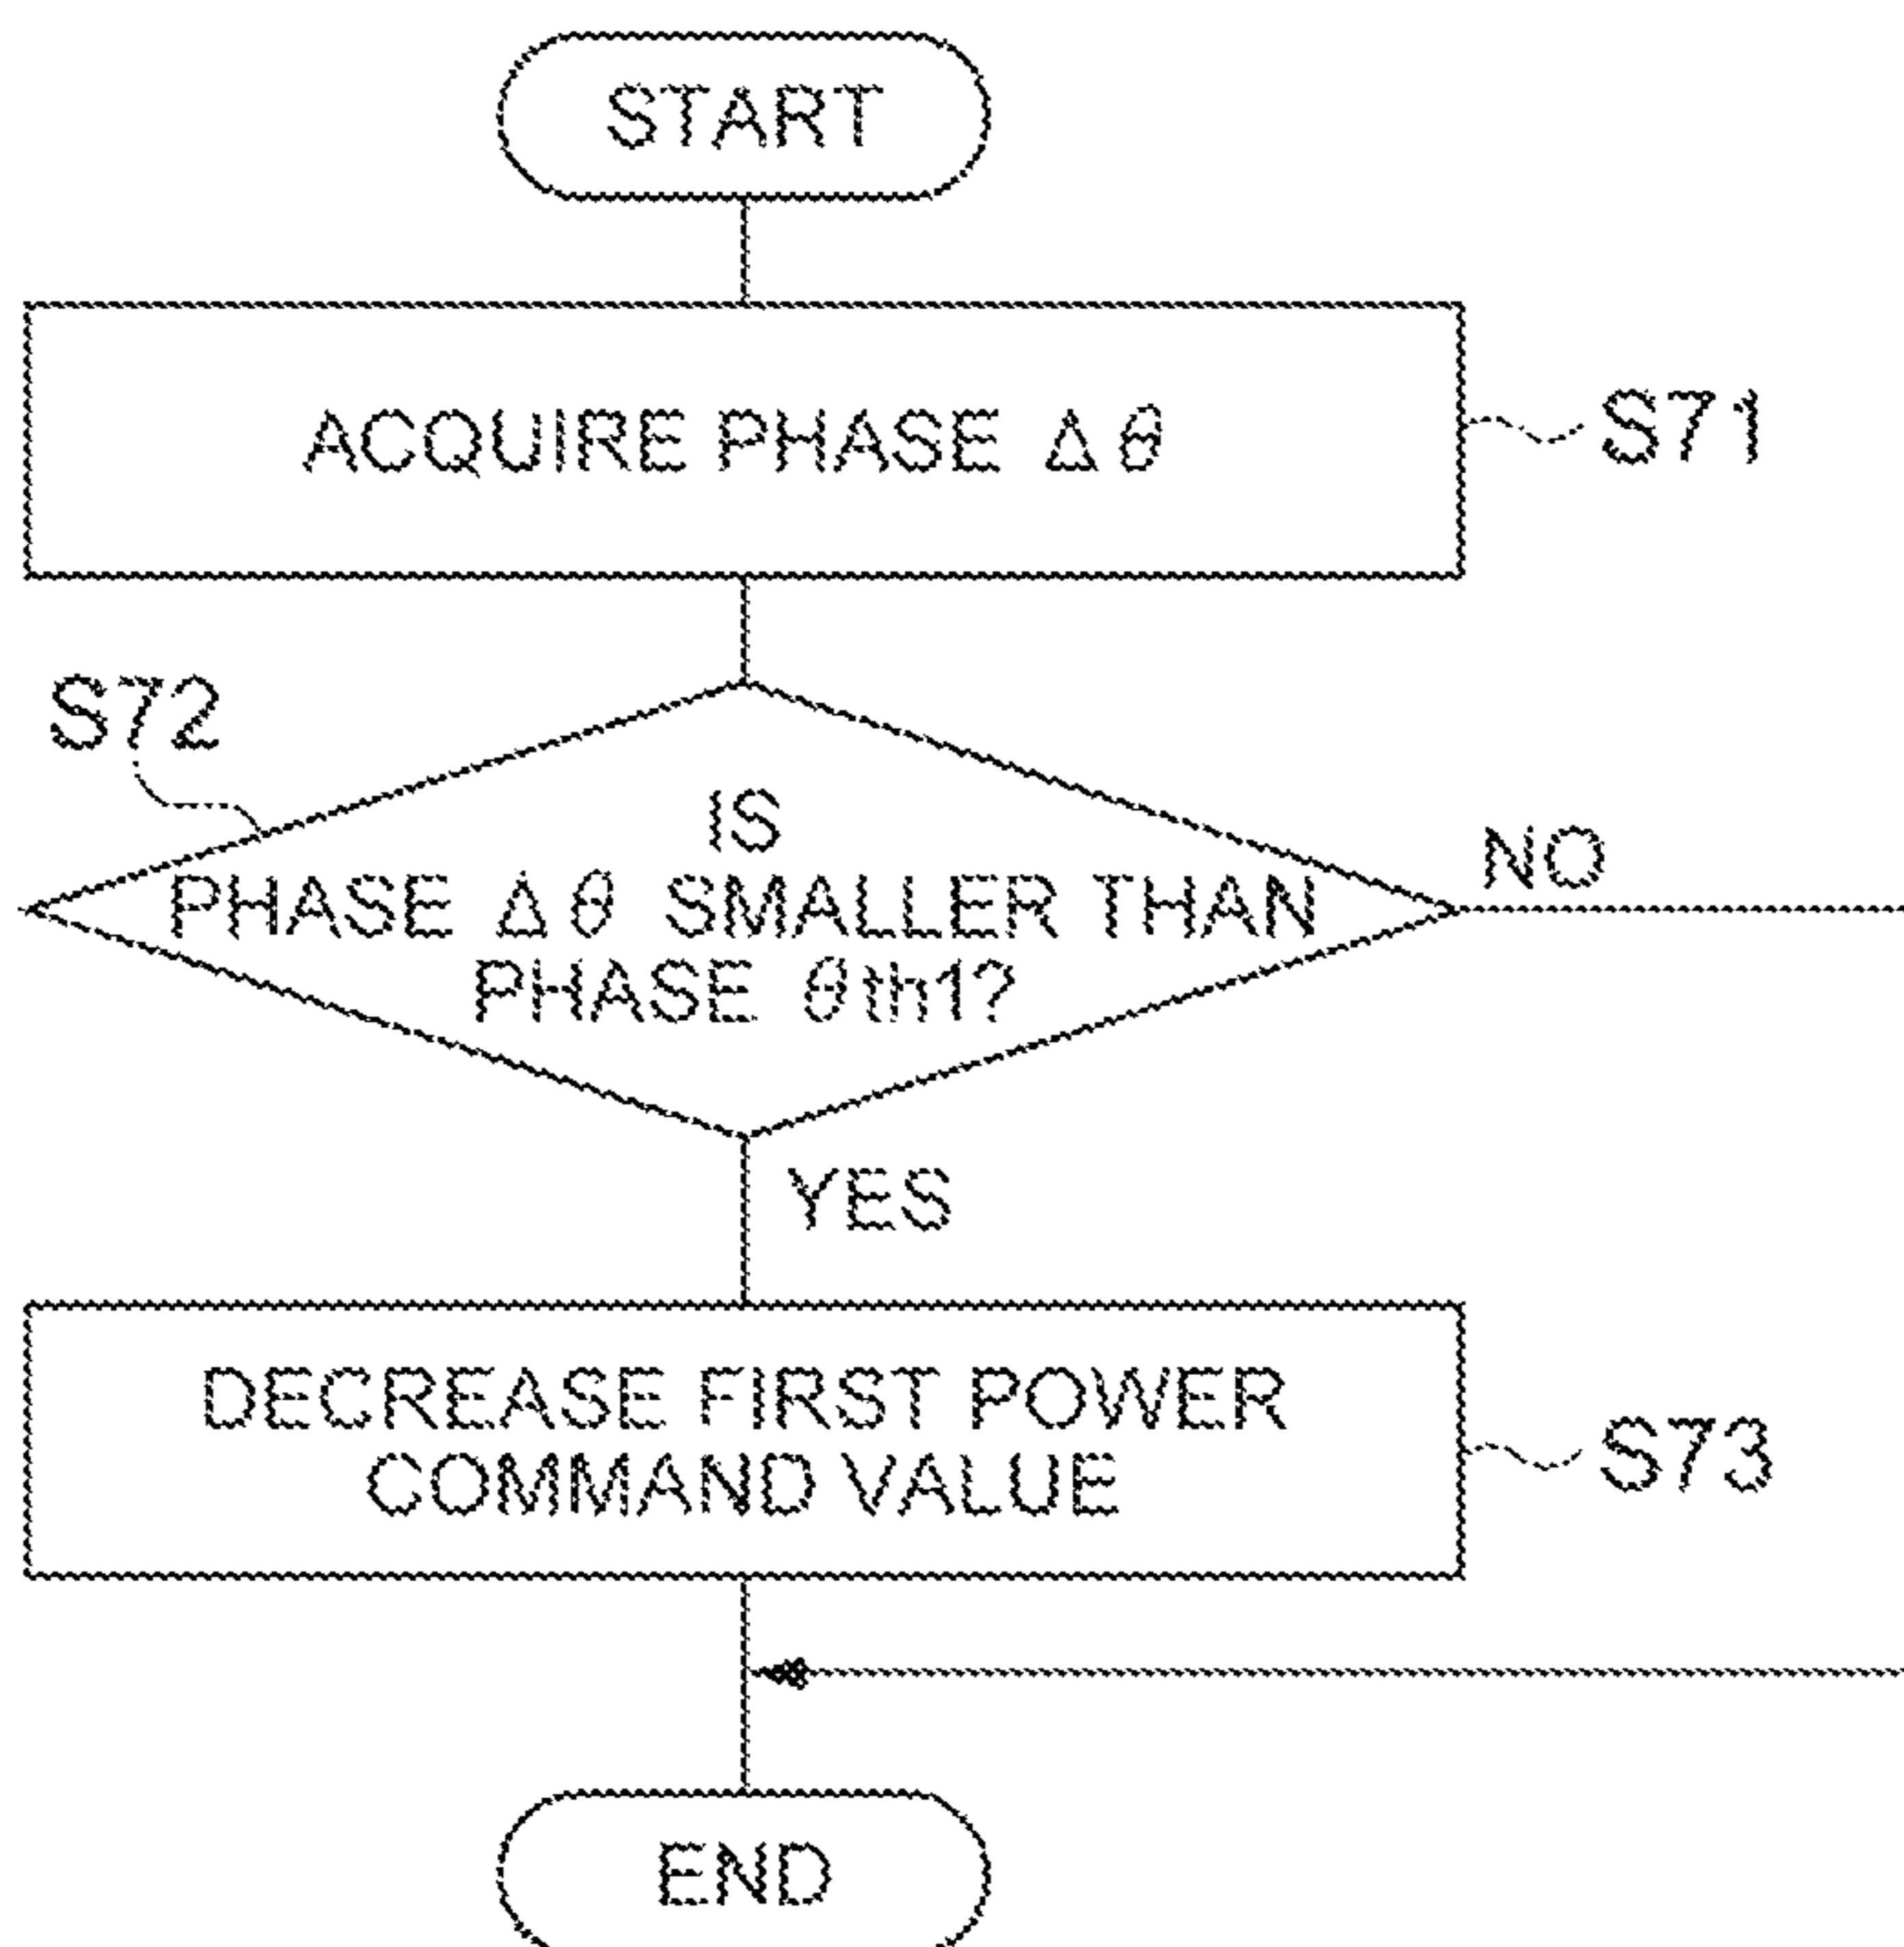 START
ACQUIRE PHASE Δθ
S71
S72
IS
PHASE Δθ SMALLER THAN
PHASE θth1?
NO
YES
DECREASE FIRST POWER
COMMAND VALUE
S73
END